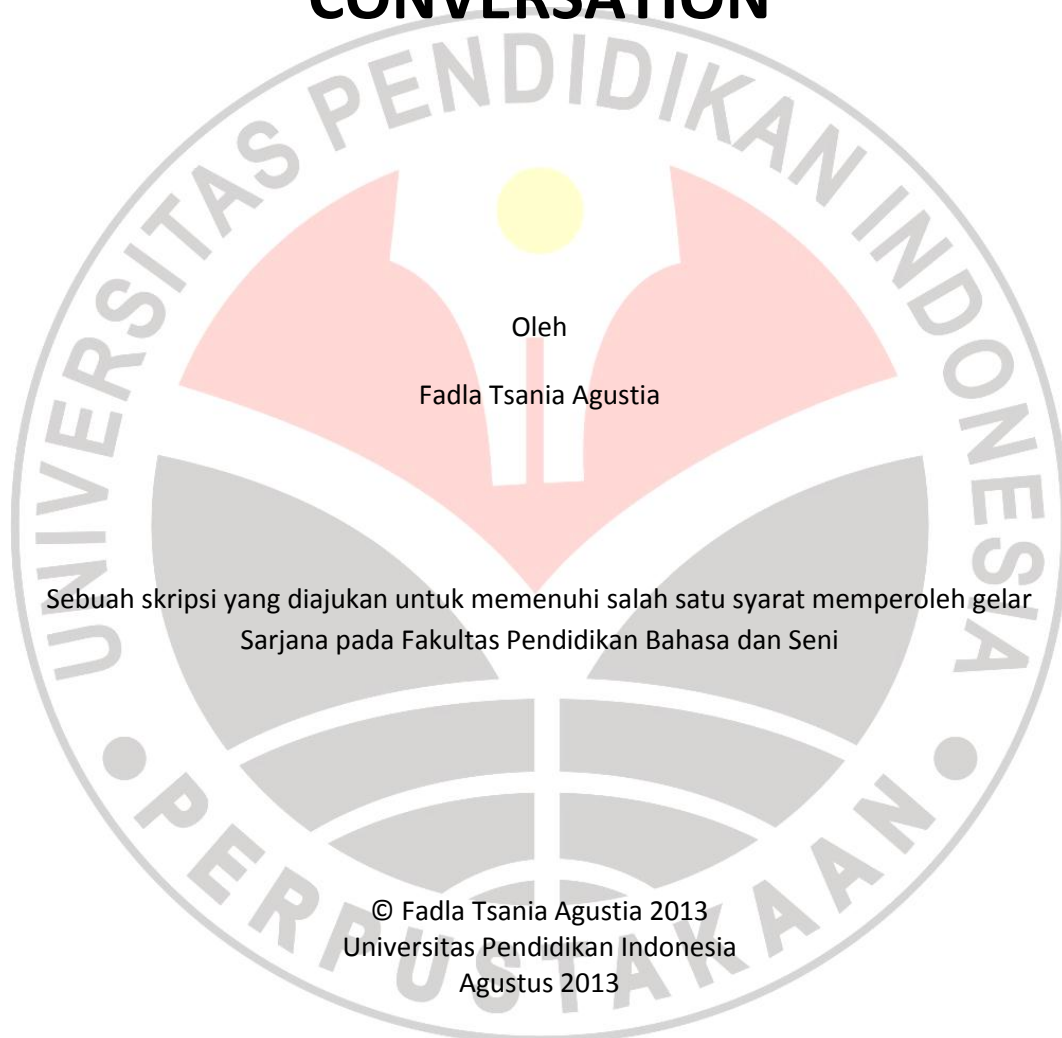 CONVERSATION
UNIVERSITAS PENDIDIKAN INDONESIA
Oleh
Fadla Tsania Agustia
Sebuah skripsi yang diajukan untuk memenuhi salah satu syarat memperoleh gelar
Sarjana pada Fakultas Pendidikan Bahasa dan Seni
© Fadla Tsania Agustia 2013
Universitas Pendidikan Indonesia
Agustus 2013
PERPUSTAKAAN